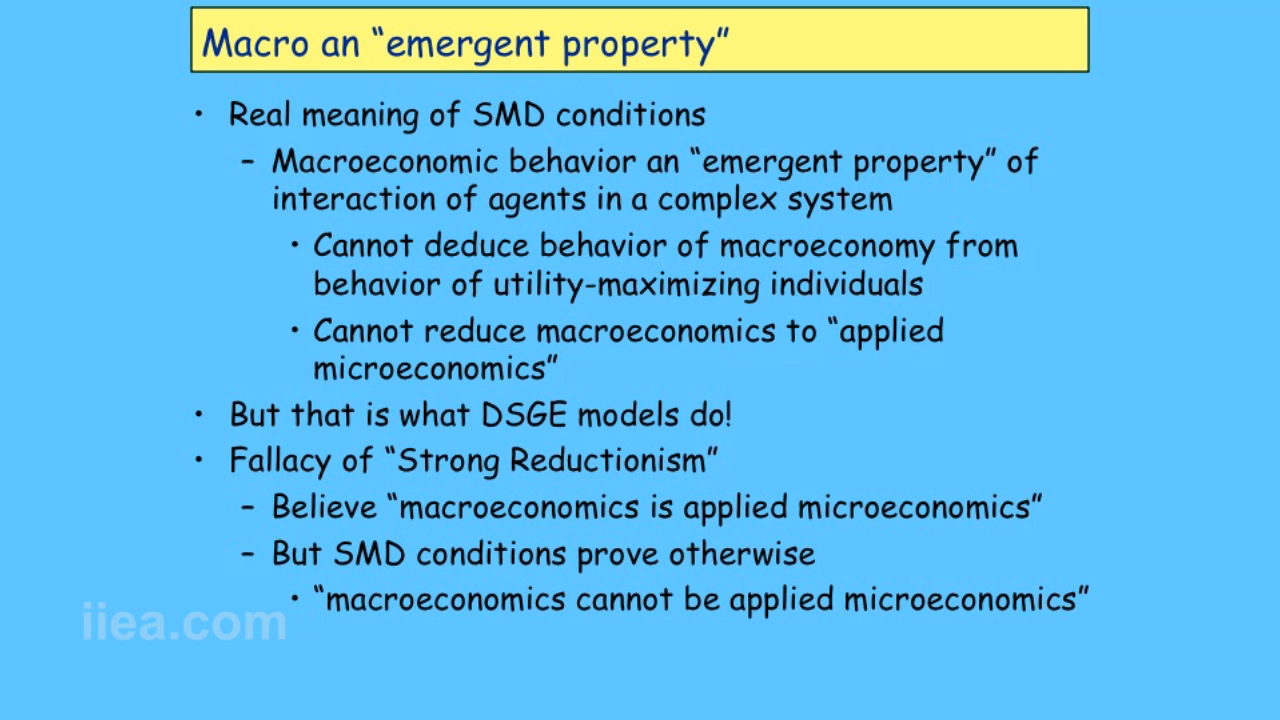 Macro an “emergent property”
• Real meaning of SMD conditions
– Macroeconomic behavior an “emergent property” of
interaction of agents in a complex system
• Cannot deduce behavior of macroeconomy from
behavior of utility-maximizing individuals
• Cannot reduce macroeconomics to “applied
microeconomics”
• But that is what DSGE models do!
• Fallacy of “Strong Reductionism”
– Believe “macroeconomics is applied microeconomics”
– But SMD conditions prove otherwise
• “macroeconomics cannot be applied microeconomics”
iiea.com